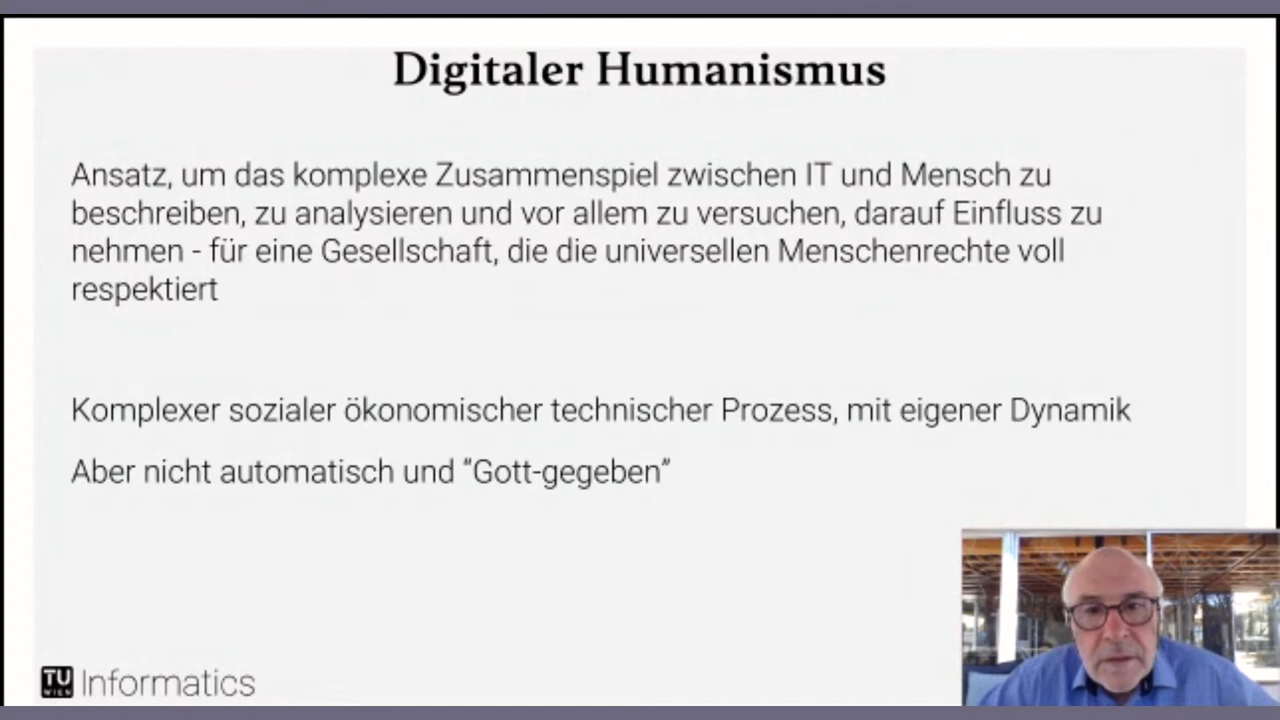 Digitaler Humanismus
Ansatz, um das komplexe Zusammenspiel zwischen IT und Mensch zu
beschreiben, zu analysieren und vor allem zu versuchen, darauf Einfluss zu
nehmen - für eine Gesellschaft, die die universellen Menschenrechte voll
respektiert
Komplexer sozialer ökonomischer technischer Prozess, mit eigener Dynamik
Aber nicht automatisch und “Gott-gegeben”
TU
WIEN
Informatics